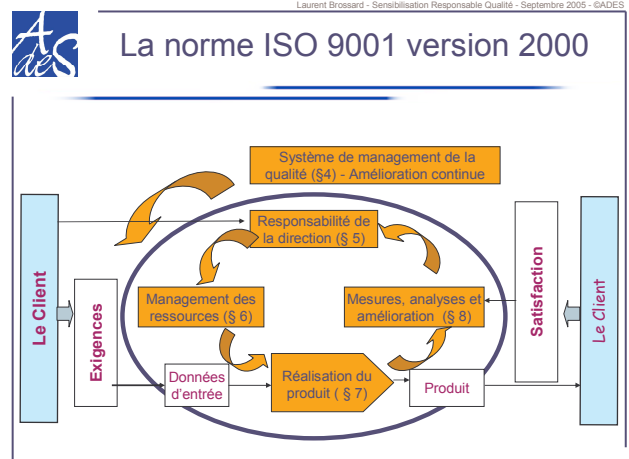 Laurent Brossard - Sensibilisation Responsable Qualité - Septembre 2005 - ©ADES
AdeS
La norme ISO 9001 version 2000
Système de management de la
qualité (§4) - Amélioration continue
Responsabilité de
la direction (§ 5)
Le Client
Exigences
Management des
ressources (§ 6)
Mesures, analyses et
amélioration (§ 8)
Satisfaction
Le Client
Données
d'entrée
Réalisation du
produit ( § 7)
Produit